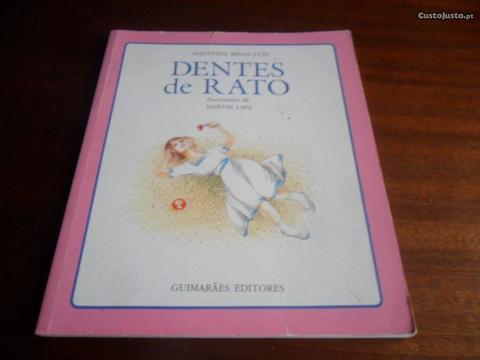 CustoJusto.pt
AGUSTINA BESSA-LUÍS
DENTES
de RATO
Ilustrações de
MARTIM LAPA
GUIMARÃES EDITORES